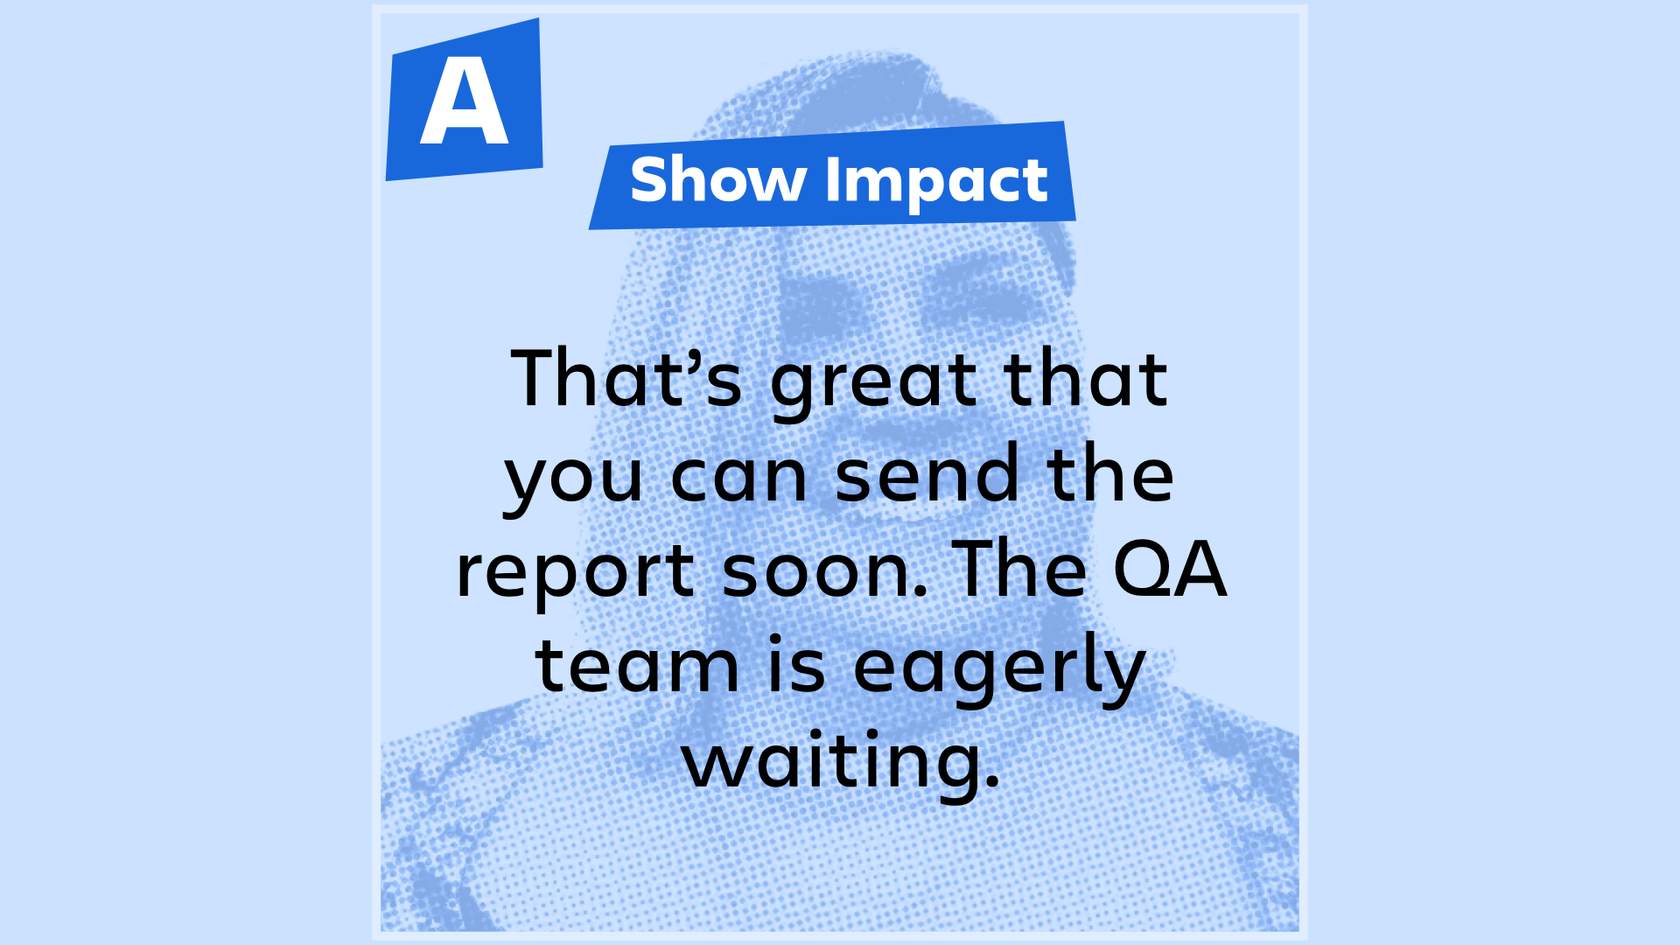 A
Show Impact
That’s great that
you can send the
report soon. The QA
team is eagerly
waiting.